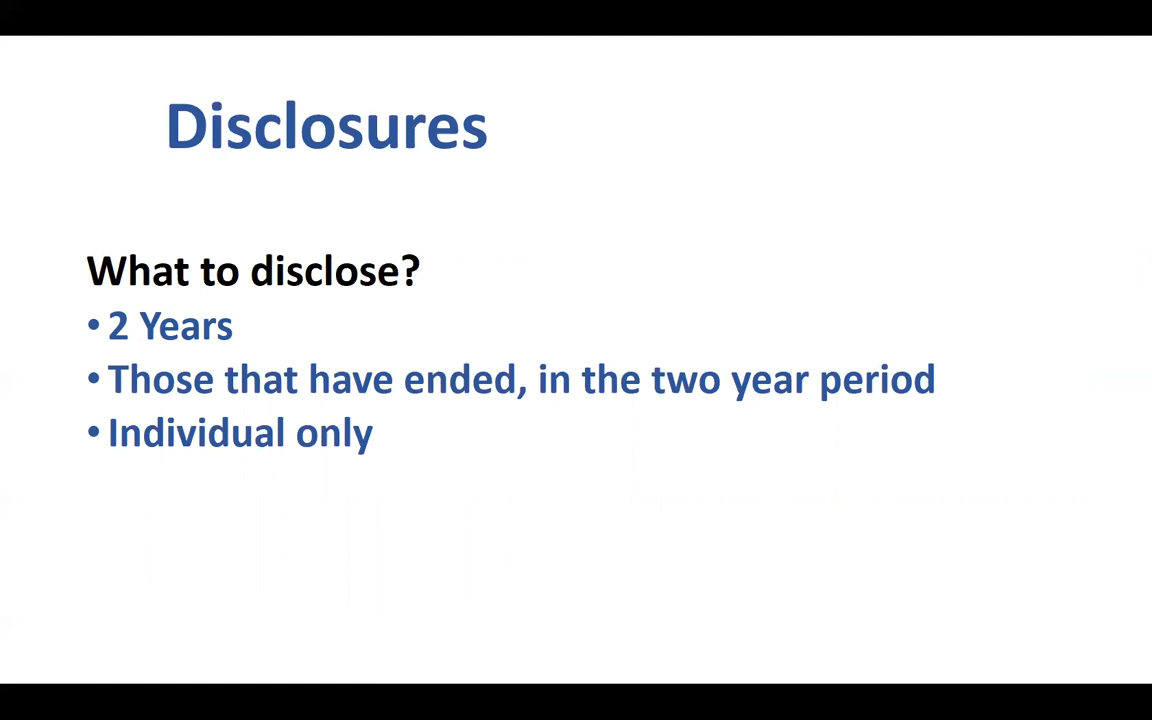 Disclosures
What to disclose?
• 2 Years
• Those that have ended, in the two year period
• Individual only